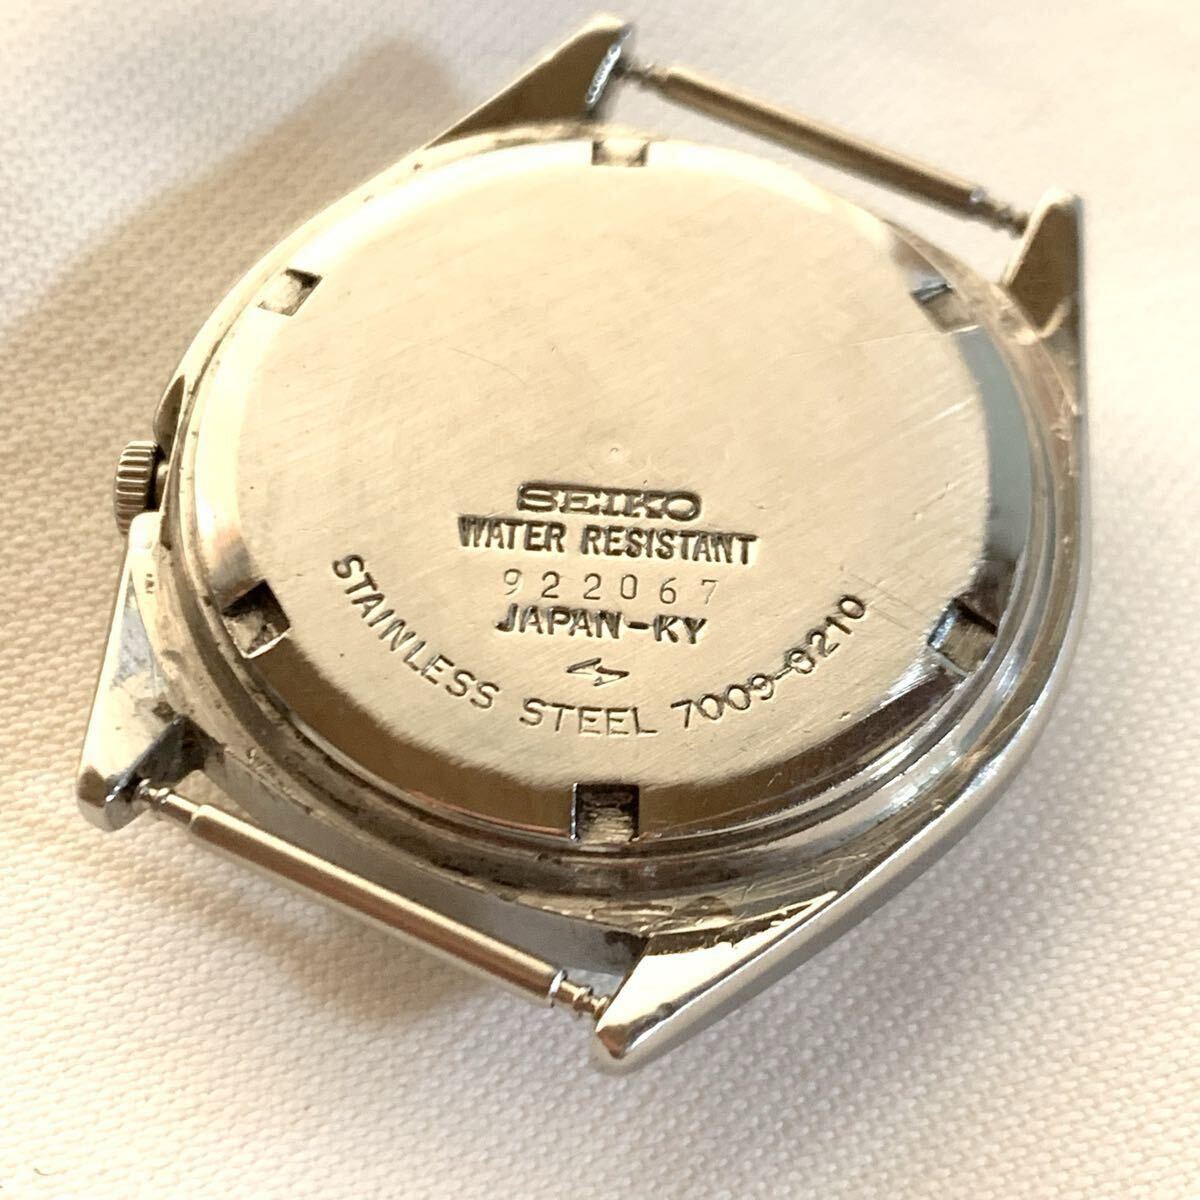 SEIKO
WATER RESISTANT
922067
JAPAN-KY
STAINLESS STEEL 7009-8210